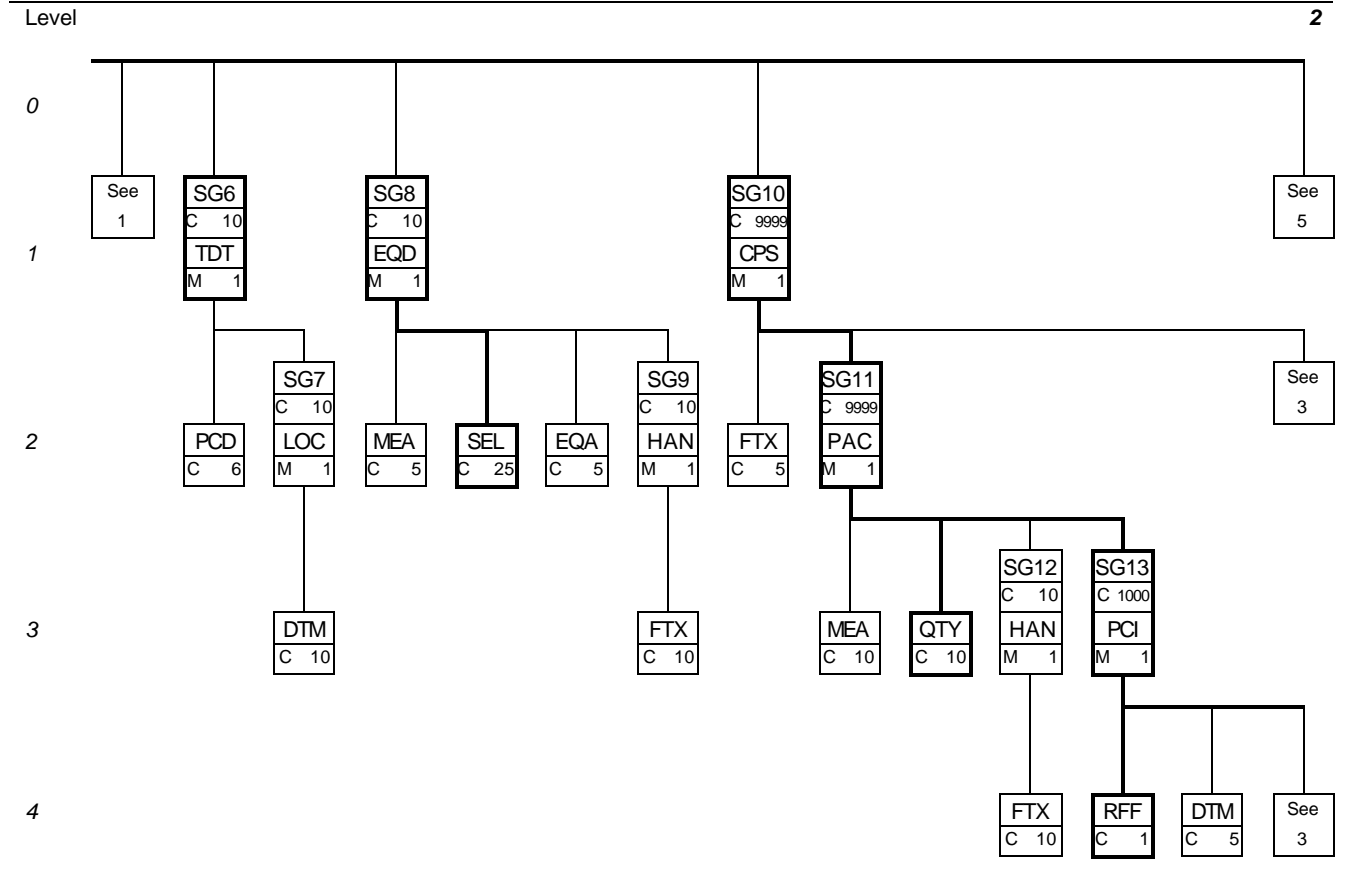 Level 2
0
See SG6 SG8 SG10 See
1 C 10 C 10 C 9999 5
1 TDT EQD CPS
M 1 M 1 M 1
SG7 SG9 SG11 See
C 10 C 10 C 9999 3
2 PCD LOC MEA SEL EQA HAN FTX PAC
C 6 M 1 C 5 C 25 C 5 M 1 C 5 M 1
SG12 SG13
C 10 C 1000
3 DTM FTX MEA QTY HAN PCI
C 10 C 10 C 10 C 10 M 1 M 1
4 FTX RFF DTM See
C 10 C 1 C 5 3